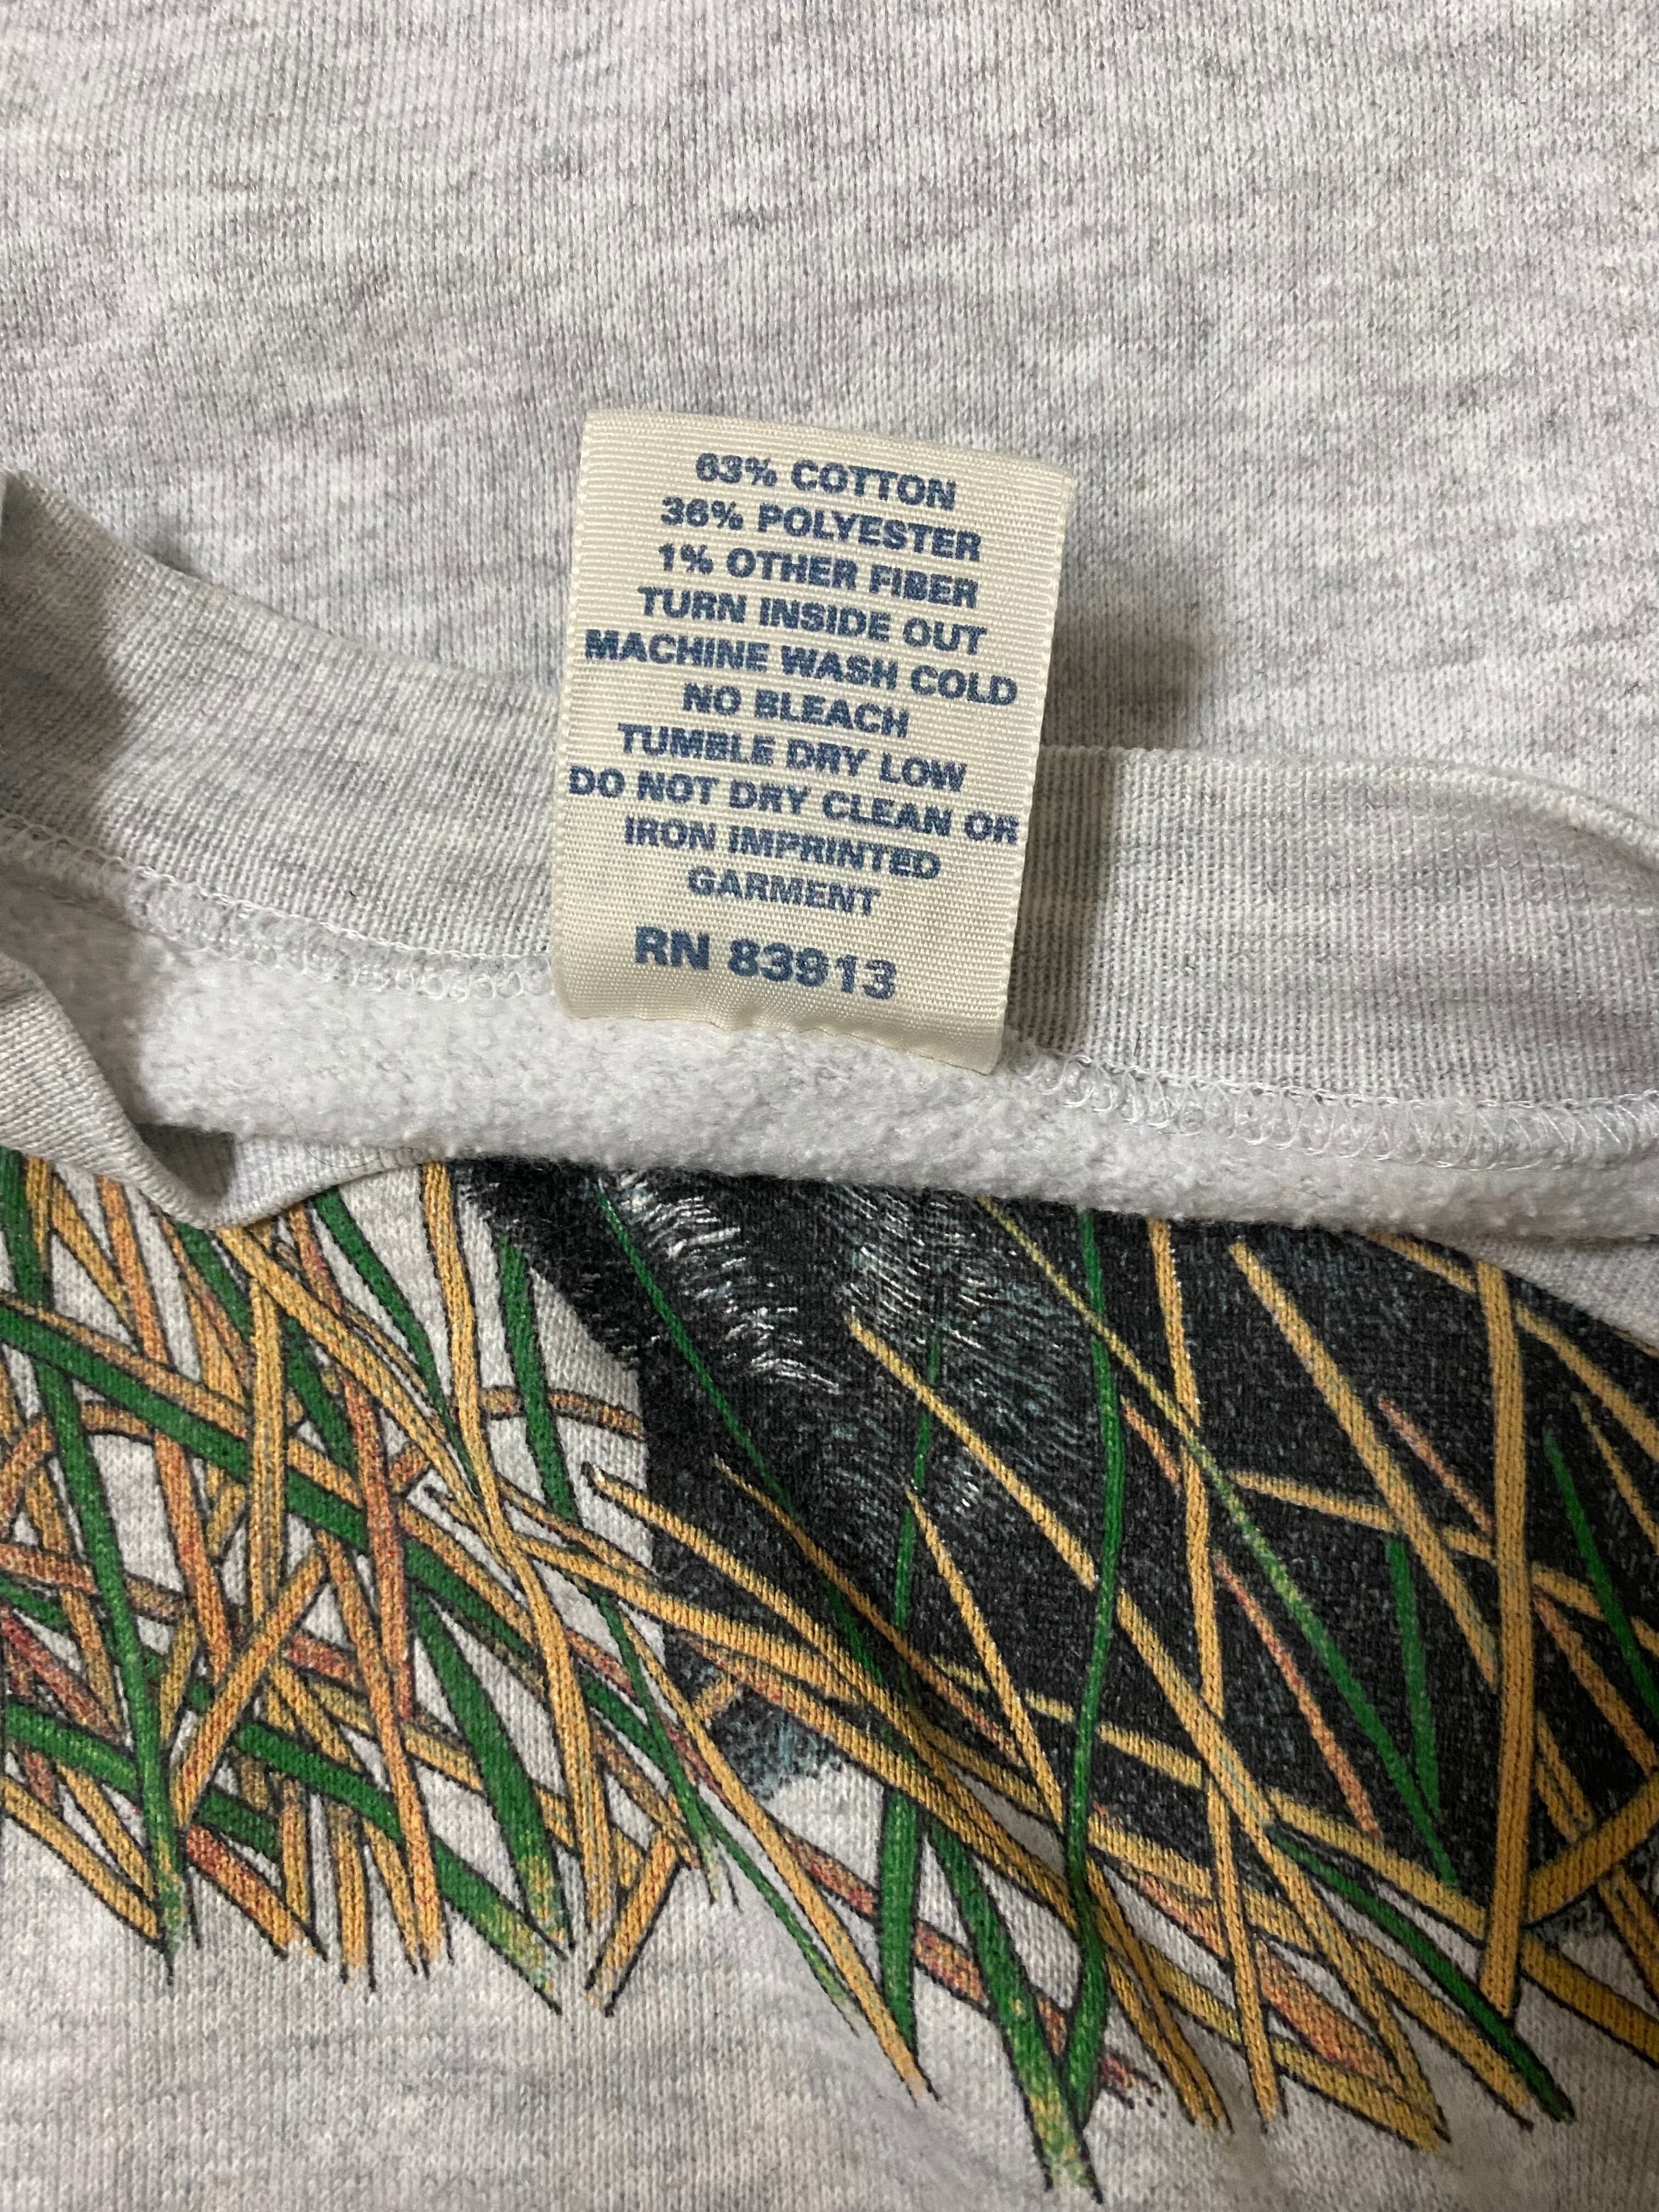 63% COTTON
36% POLYESTER
1% OTHER FIBER
TURN INSIDE OUT
MACHINE WASH COLD
NO BLEACH
TUMBLE DRY LOW
DO NOT DRY CLEAN OR
IRON IMPRINTED
GARMENT
RN 83913